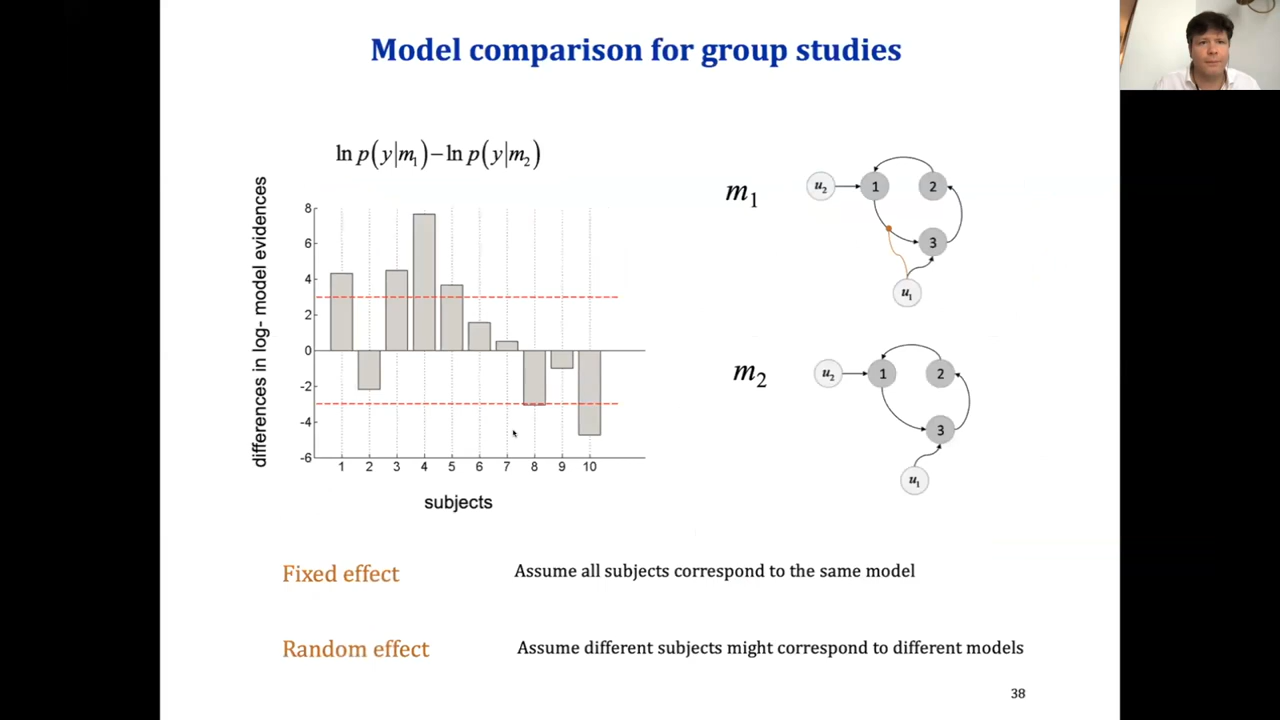 Model comparison for group studies
ln p(y|m₁) − ln p(y|m₂)
differences in log- model evidences
8
6
4
2
0
-2
-4
-6
1 2 3 4 5 6 7 8 9 10
subjects
m₁
u₂
1
2
3
u₁
m₂
u₂
1
2
3
u₁
Fixed effect
Assume all subjects correspond to the same model
Random effect
Assume different subjects might correspond to different models
38